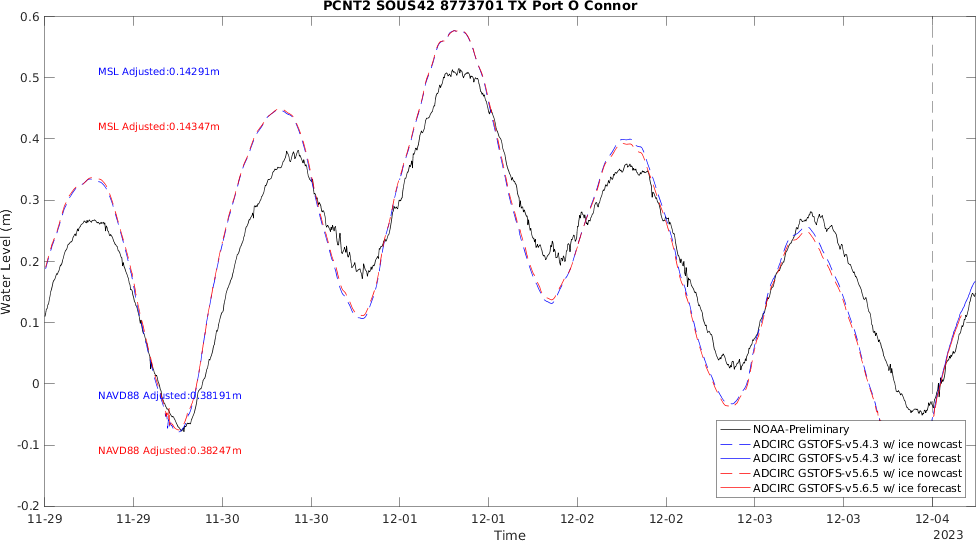 PCNT2 SOUS42 8773701 TX Port O Connor
0.6
0.5
0.4
0.3
0.2
0.1
0
-0.1
-0.2
Water Level (m)
MSL Adjusted:0.14291m
MSL Adjusted:0.14347m
NAVD88 Adjusted:0.38191m
NAVD88 Adjusted:0.38247m
NOAA-Preliminary
ADCIRC GSTOFS-v5.4.3 w/ ice nowcast
ADCIRC GSTOFS-v5.4.3 w/ ice forecast
ADCIRC GSTOFS-v5.6.5 w/ ice nowcast
ADCIRC GSTOFS-v5.6.5 w/ ice forecast
11-29 11-29 11-30 11-30 12-01 12-01 12-02 12-02 12-03 12-03 12-04
Time
2023